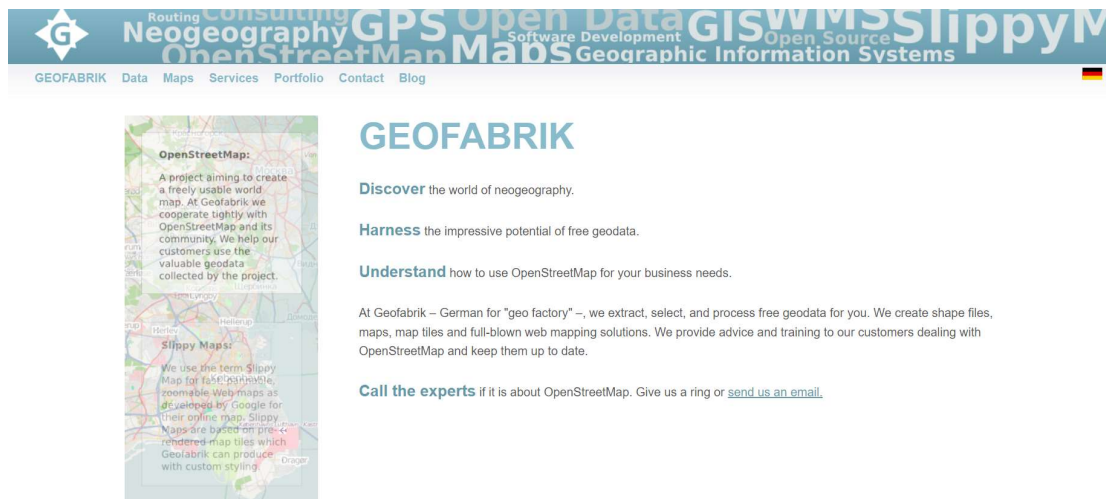 G
Routing Consulting
Neogeography GPS Open Data GIS WMS SlippyM
Software Development Open Source
OpenStreetMap Maps Geographic Information Systems
GEOFABRIK Data Maps Services Portfolio Contact Blog
OpenStreetMap:
A project aiming to create
a freely usable world
map. At Geofabrik we
cooperate tightly with
OpenStreetMap and its
community. We help our
customers use the
valuable geodata
collected by the project.
Lyngby
Hellerup
Herlev
Slippy Maps:
We use the term Slippy
Map for fast, pannable,
zoomable Web maps as
developed by Google for
their online map. Slippy
Maps are based on pre-
rendered map tiles which
Geofabrik can produce
with custom styling.
Dragør
GEOFABRIK
Discover the world of neogeography.
Harness the impressive potential of free geodata.
Understand how to use OpenStreetMap for your business needs.
At Geofabrik – German for "geo factory" –, we extract, select, and process free geodata for you. We create shape files,
maps, map tiles and full-blown web mapping solutions. We provide advice and training to our customers dealing with
OpenStreetMap and keep them up to date.
Call the experts if it is about OpenStreetMap. Give us a ring or send us an email.